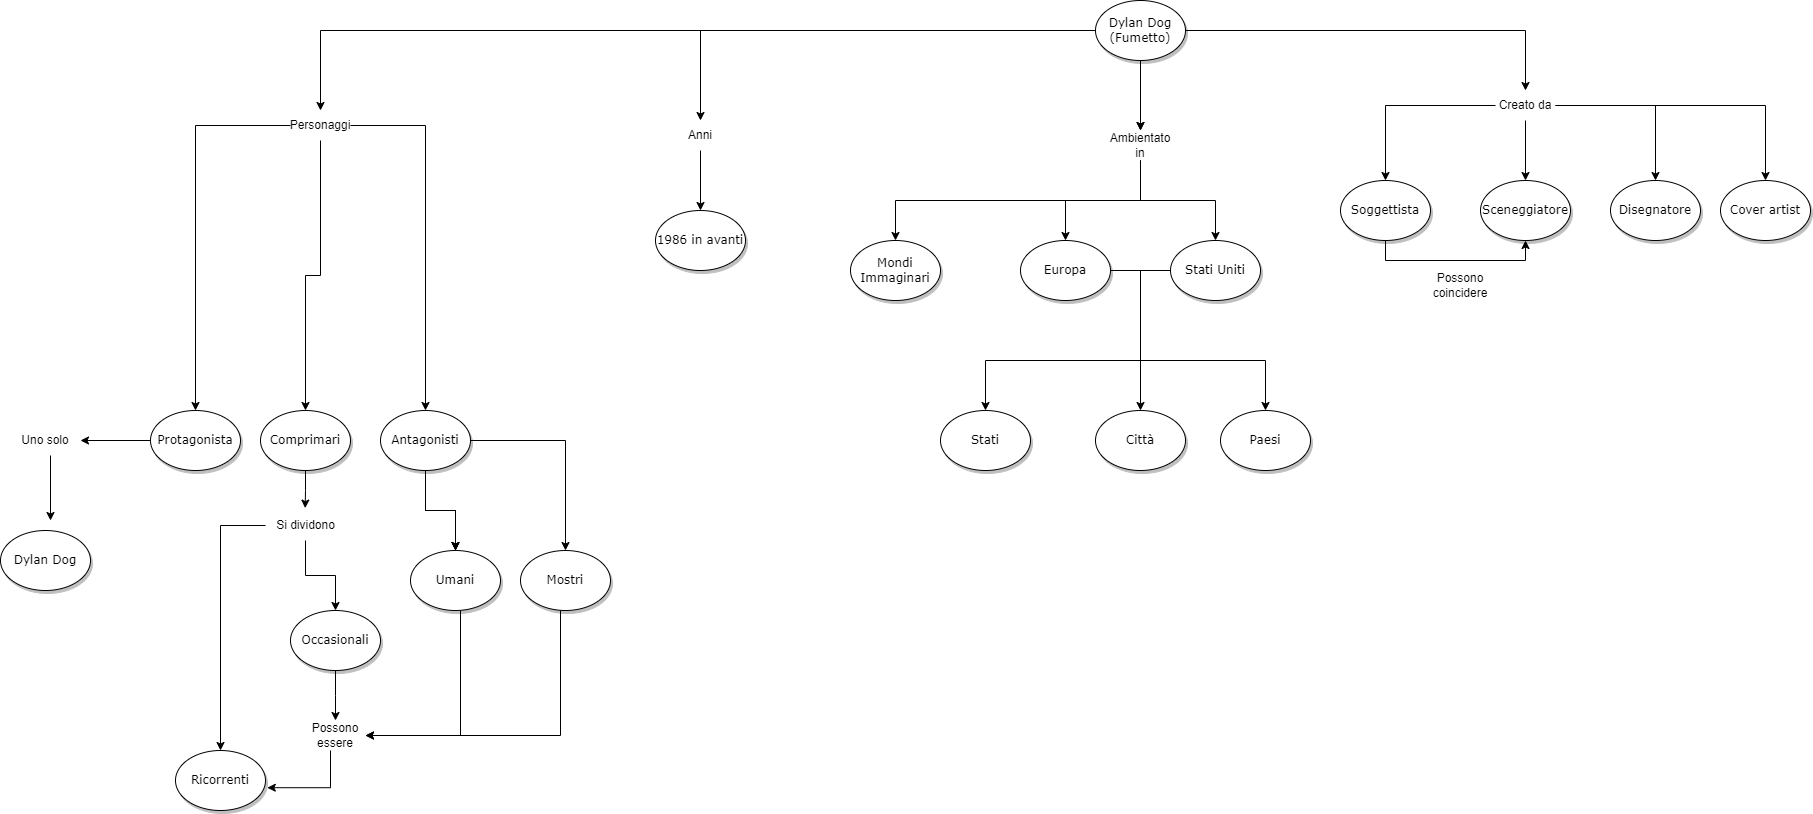 Dylan Dog
(Fumetto)
Creato da
Personaggi
Anni
Ambientato
in
Soggettista
Sceneggiatore
Disegnatore
Cover artist
1986 in avanti
Mondi
Immaginari
Europa
Stati Uniti
Possono
coincidere
Uno solo
Protagonista
Comprimari
Antagonisti
Stati
Città
Paesi
Si dividono
Dylan Dog
Umani
Mostri
Occasionali
Possono
essere
Ricorrenti